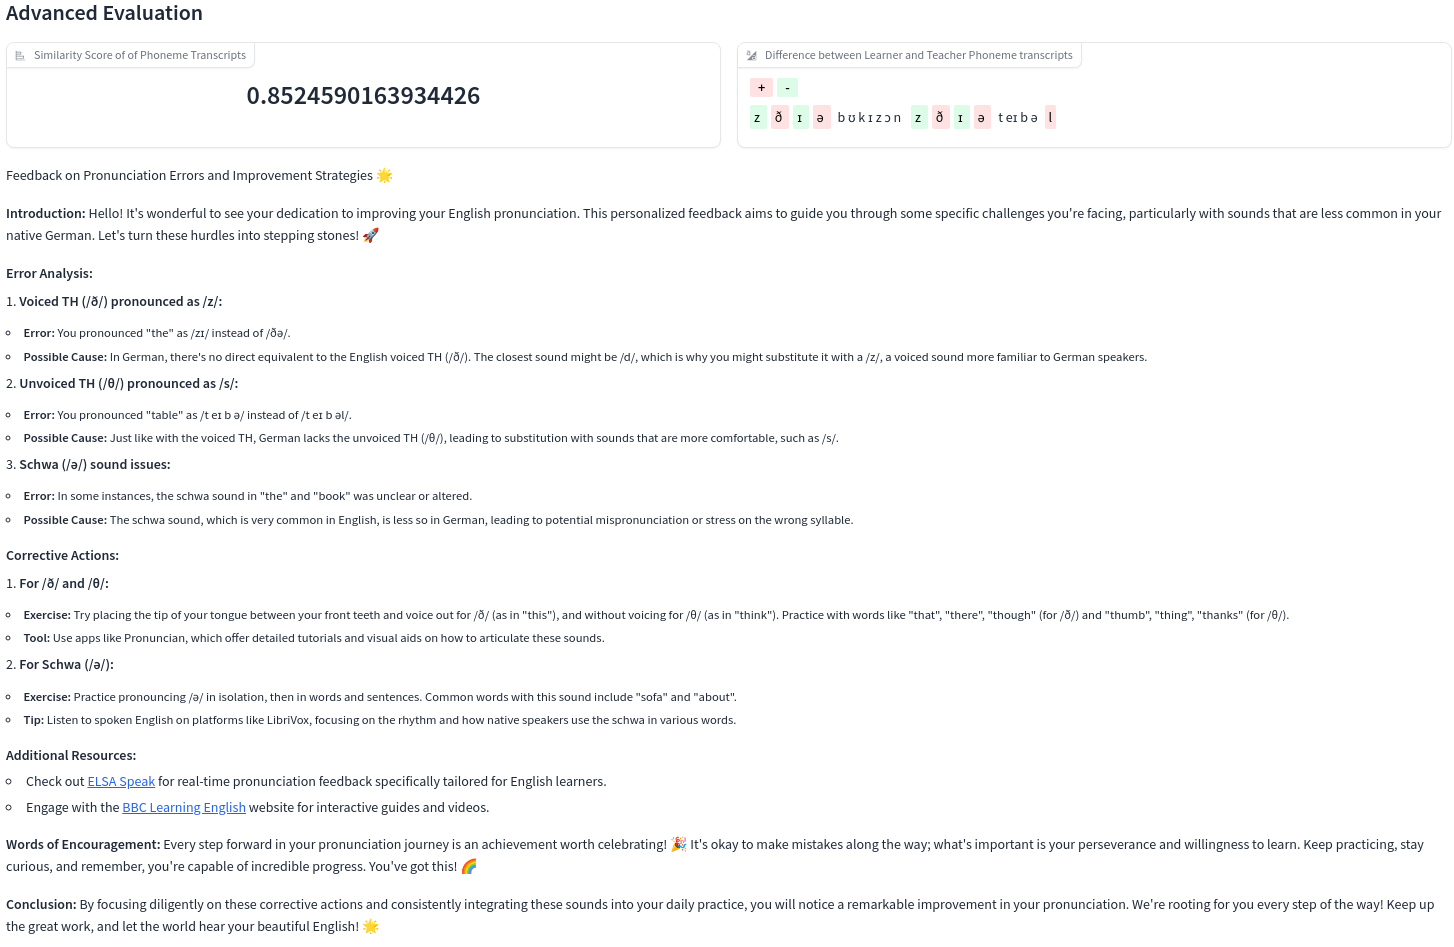 Advanced Evaluation
Similarity Score of of Phoneme Transcripts
0.8524590163934426
Difference between Learner and Teacher Phoneme transcripts
+ -
z ð ɪ ə b ʊ k ɪ z ɔ n z ð ɪ ə t e ɪ b ə l
Feedback on Pronunciation Errors and Improvement Strategies 🌟
Introduction: Hello! It's wonderful to see your dedication to improving your English pronunciation. This personalized feedback aims to guide you through some specific challenges you're facing, particularly with sounds that are less common in your
native German. Let's turn these hurdles into stepping stones! 🚀
Error Analysis:
1. Voiced TH (/ð/) pronounced as /z/:
Error: You pronounced "the" as /zɪ/ instead of /ðə/.
Possible Cause: In German, there's no direct equivalent to the English voiced TH (/ð/). The closest sound might be /d/, which is why you might substitute it with a /z/, a voiced sound more familiar to German speakers.
2. Unvoiced TH (/θ/) pronounced as /s/:
Error: You pronounced "table" as /t eɪ b ə/ instead of /t eɪ b əl/.
Possible Cause: Just like with the voiced TH, German lacks the unvoiced TH (/θ/), leading to substitution with sounds that are more comfortable, such as /s/.
3. Schwa (/ə/) sound issues:
Error: In some instances, the schwa sound in "the" and "book" was unclear or altered.
Possible Cause: The schwa sound, which is very common in English, is less so in German, leading to potential mispronunciation or stress on the wrong syllable.
Corrective Actions:
1. For /ð/ and /θ/:
Exercise: Try placing the tip of your tongue between your front teeth and voice out for /ð/ (as in "this"), and without voicing for /θ/ (as in "think"). Practice with words like "that", "there", "though" (for /ð/) and "thumb", "thing", "thanks" (for /θ/).
Tool: Use apps like Pronuncian, which offer detailed tutorials and visual aids on how to articulate these sounds.
2. For Schwa (/ə/):
Exercise: Practice pronouncing /ə/ in isolation, then in words and sentences. Common words with this sound include "sofa" and "about".
Tip: Listen to spoken English on platforms like LibriVox, focusing on the rhythm and how native speakers use the schwa in various words.
Additional Resources:
Check out ELSA Speak for real-time pronunciation feedback specifically tailored for English learners.
Engage with the BBC Learning English website for interactive guides and videos.
Words of Encouragement: Every step forward in your pronunciation journey is an achievement worth celebrating! 🎉 It's okay to make mistakes along the way; what's important is your perseverance and willingness to learn. Keep practicing, stay
curious, and remember, you're capable of incredible progress. You've got this! 🌈
Conclusion: By focusing diligently on these corrective actions and consistently integrating these sounds into your daily practice, you will notice a remarkable improvement in your pronunciation. We're rooting for you every step of the way! Keep up
the great work, and let the world hear your beautiful English! 🌟